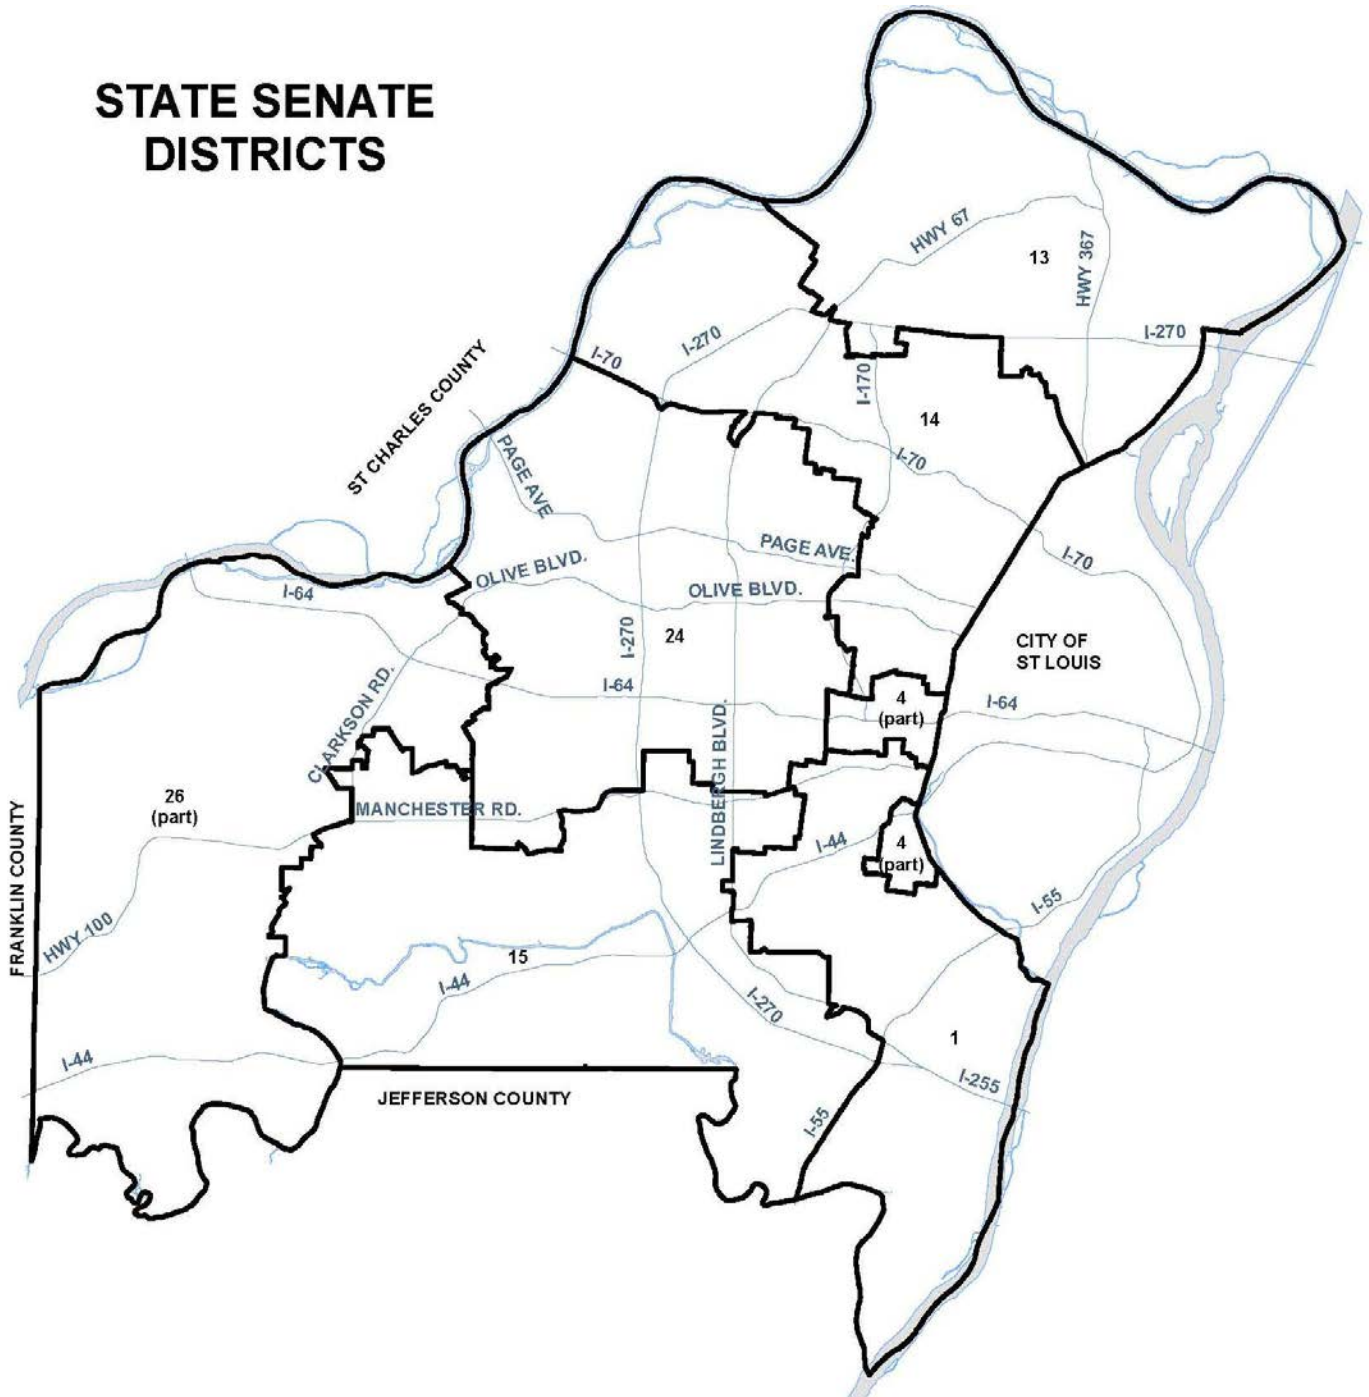 STATE SENATE
DISTRICTS
HWY 67
13
HWY 367
I-270
I-270
I-70
ST CHARLES COUNTY
I-170
14
I-70
PAGE AVE
PAGE AVE.
I-70
OLIVE BLVD.
OLIVE BLVD.
I-64
I-270
24
CITY OF
ST LOUIS
CLARKSON RD.
I-64
4
(part)
I-64
LINDBERGH BLVD.
26
(part)
MANCHESTER RD.
I-44
4
(part)
FRANKLIN COUNTY
HWY 100
I-55
15
I-44
I-270
1
I-44
I-255
JEFFERSON COUNTY
I-55